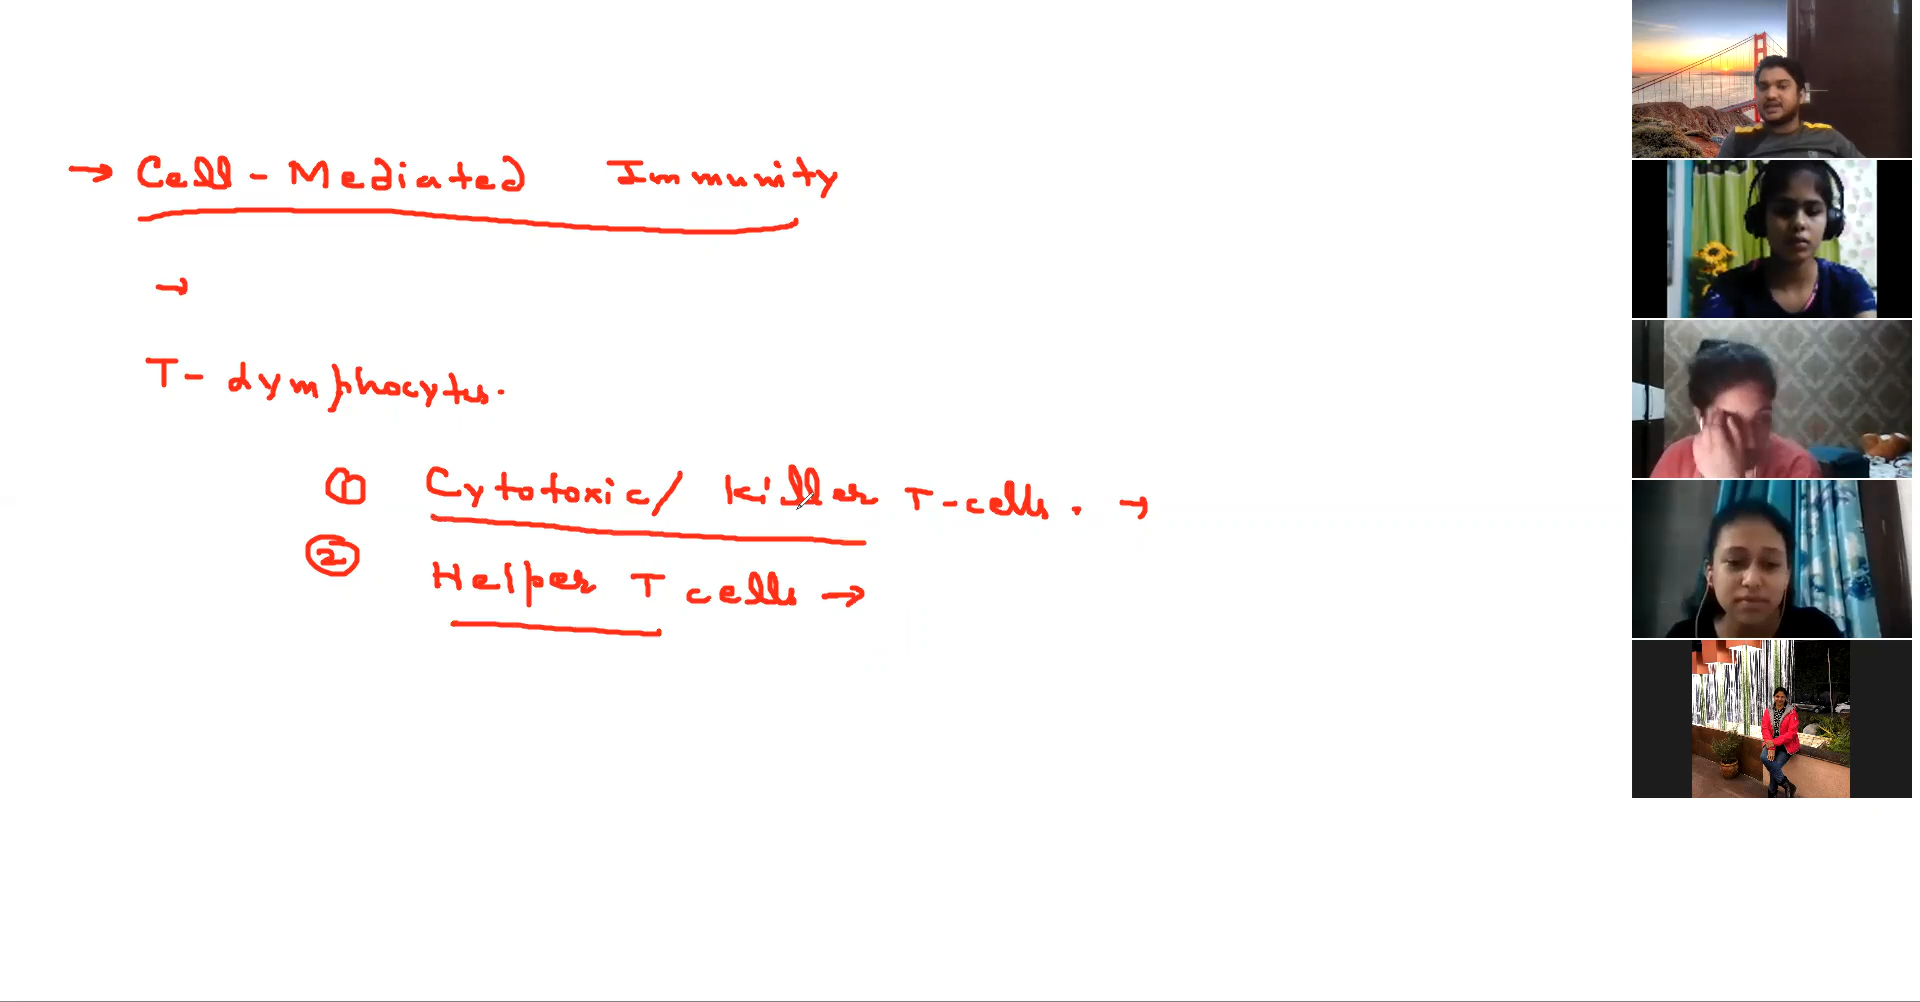 → Cell - Mediated Immunity
→
T - Lymphocytes.
① Cytotoxic/ Killer T-cells. →
② Helper T cells →